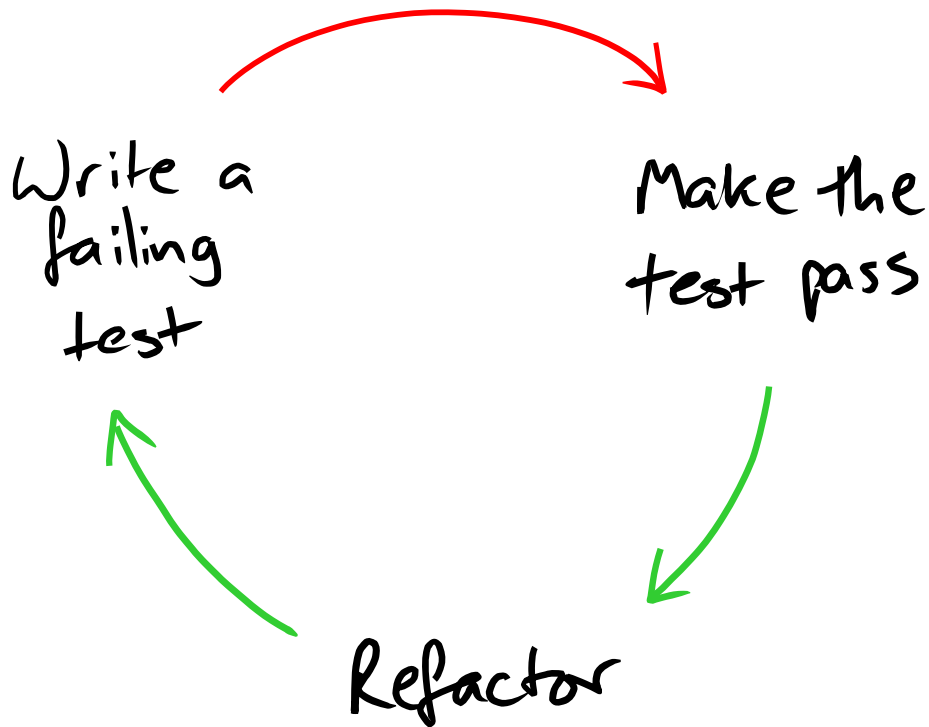 Write a
failing
test
Make the
test pass
Refactor